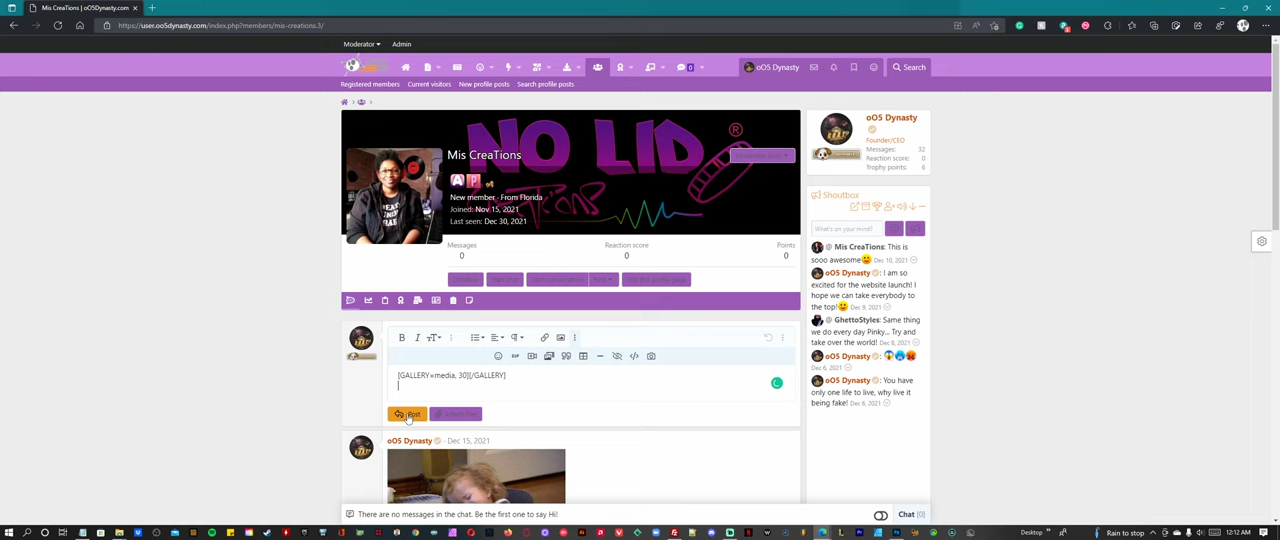 Mis CreaTions | oO5Dynasty.com
https://user.oo5dynasty.com/index.php?members/mis-creations.3/
Moderator
Admin
0
oO5 Dynasty
Search
Registered members
Current visitors
New profile posts
Search profile posts
NO LID
®
Mis CreaTions
A P
New member · From Florida
Joined: Nov 15, 2021
Last seen: Dec 30, 2021
Messages
0
Reaction score
0
Points
0
[GALLERY=media, 30][/GALLERY]
Post
Attach files
oO5 Dynasty · Dec 15, 2021
oO5 Dynasty
Founder/CEO
Messages: 32
Reaction score: 0
Trophy points: 6
Shoutbox
What's on your mind?
@ Mis CreaTions: This is
sooo awesome Dec 10, 2021
oO5 Dynasty: I am so
excited for the website launch! I
hope we can take everybody to
the top! Dec 9, 2021
@ GhettoStyles: Same thing
we do every day Pinky... Try and
take over the world! Dec 8, 2021
oO5 Dynasty:
Dec 6, 2021
oO5 Dynasty: You have
only one life to live, why live it
being fake! Dec 6, 2021
There are no messages in the chat. Be the first one to say Hi!
Chat [0]
Desktop
Rain to stop
12:12 AM